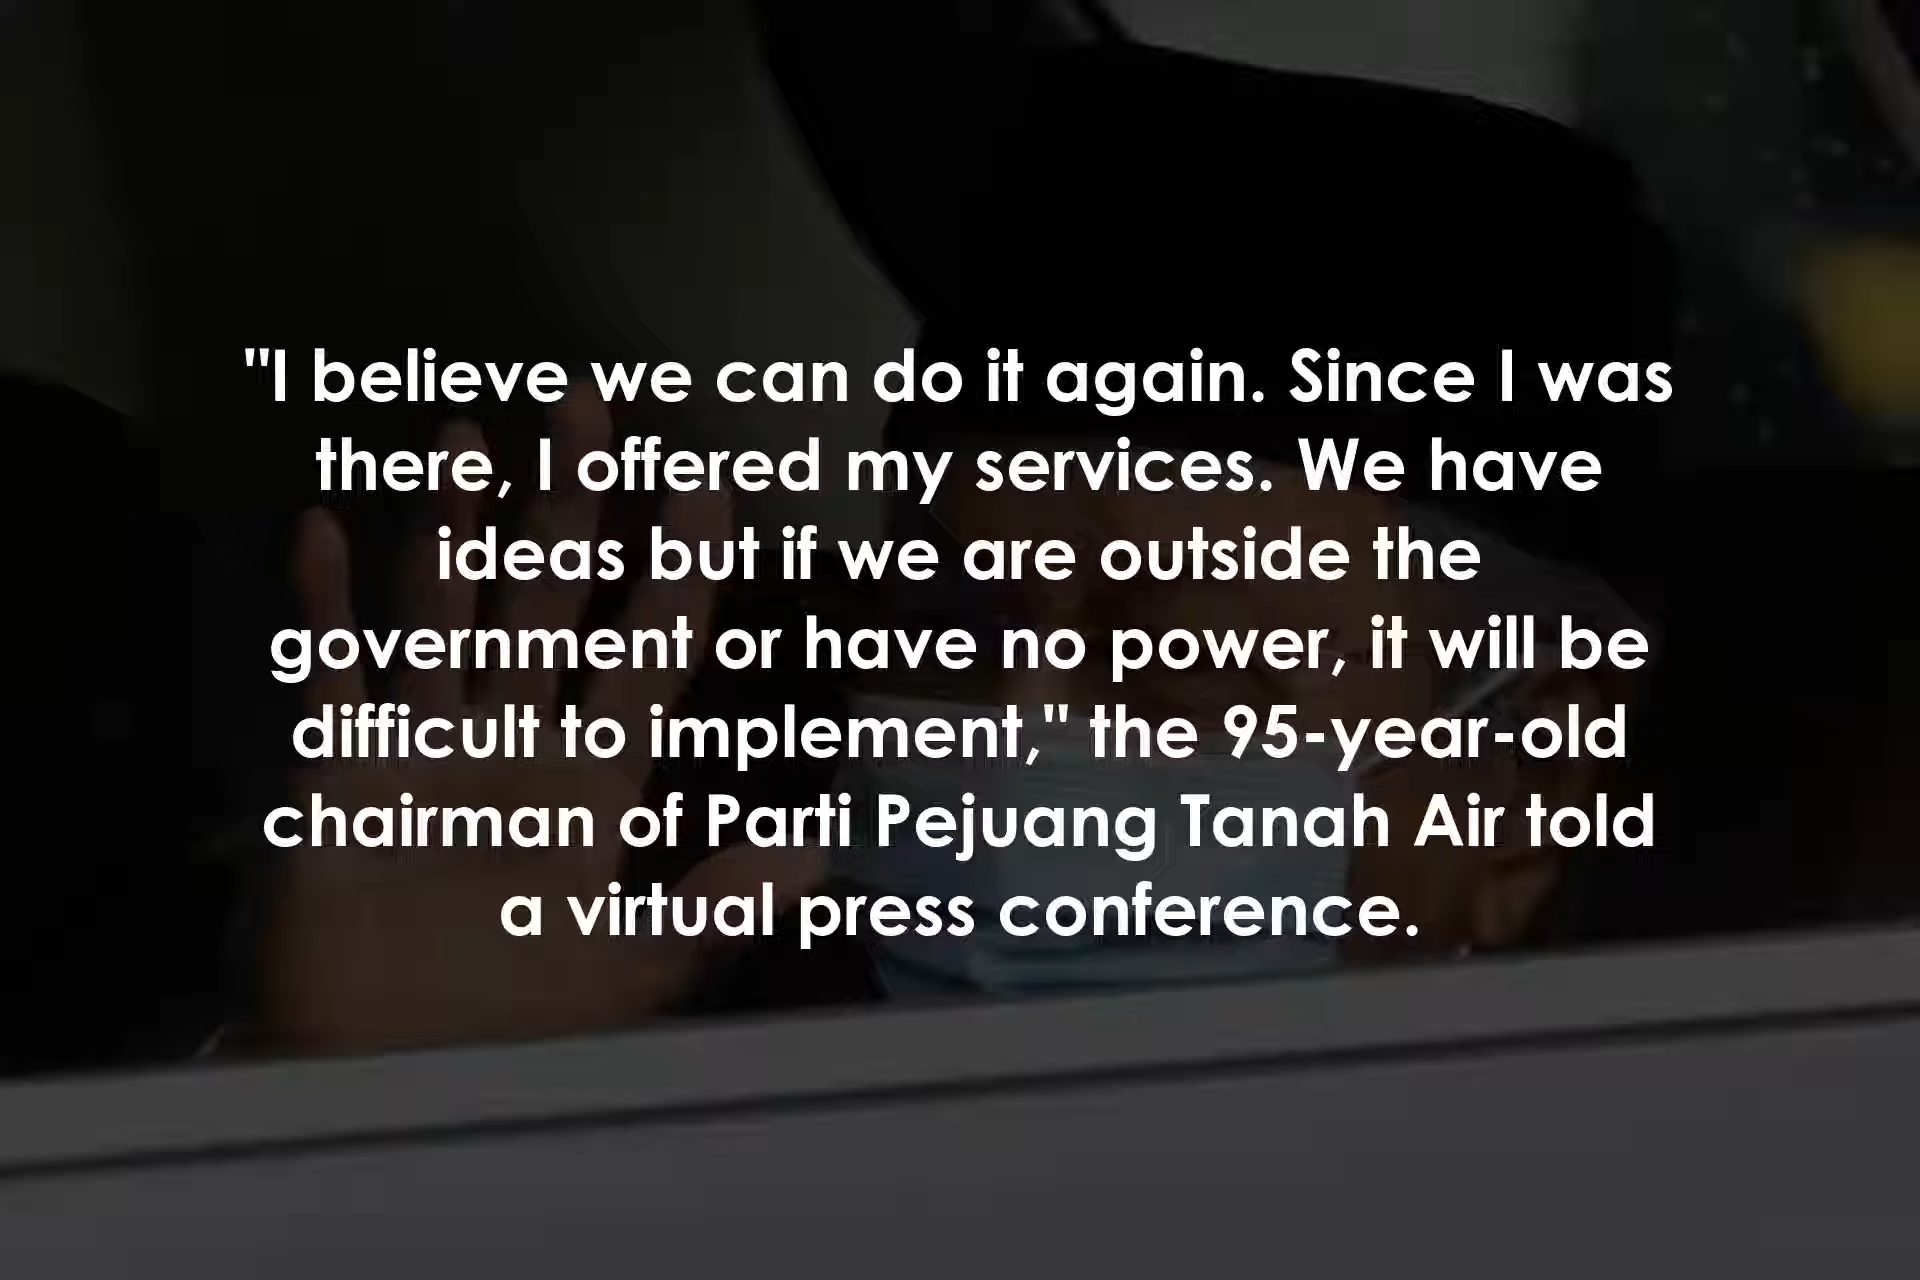 "I believe we can do it again. Since I was
there, I offered my services. We have
ideas but if we are outside the
government or have no power, it will be
difficult to implement," the 95-year-old
chairman of Parti Pejuang Tanah Air told
a virtual press conference.